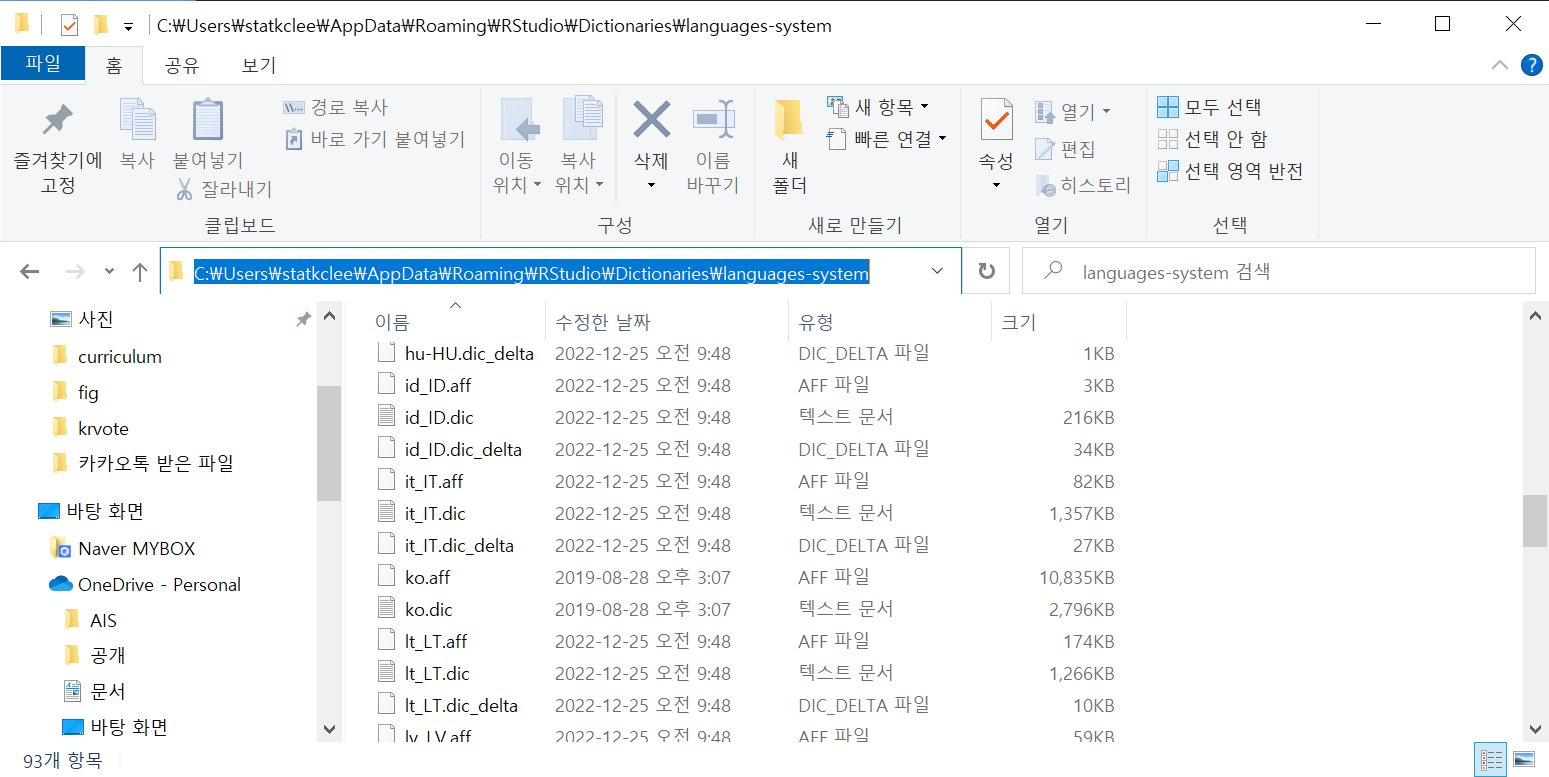 C:₩Users₩statkclee₩AppData₩Roaming₩RStudio₩Dictionaries₩languages-system
파일 홈 공유 보기
즐겨찾기에 고정
복사
붙여넣기
경로 복사
바로 가기 붙여넣기
잘라내기
클립보드
이동 위치
복사 위치
삭제
이름 바꾸기
구성
새 폴더
새 항목
빠른 연결
새로 만들기
속성
열기
편집
히스토리
열기
모두 선택
선택 안 함
선택 영역 반전
선택
C:₩Users₩statkclee₩AppData₩Roaming₩RStudio₩Dictionaries₩languages-system
languages-system 검색
사진
curriculum
fig
krvote
카카오톡 받은 파일
바탕 화면
Naver MYBOX
OneDrive - Personal
AIS
공개
문서
바탕 화면
이름 수정한 날짜 유형 크기
hu-HU.dic_delta 2022-12-25 오전 9:48 DIC_DELTA 파일 1KB
id_ID.aff 2022-12-25 오전 9:48 AFF 파일 3KB
id_ID.dic 2022-12-25 오전 9:48 텍스트 문서 216KB
id_ID.dic_delta 2022-12-25 오전 9:48 DIC_DELTA 파일 34KB
it_IT.aff 2022-12-25 오전 9:48 AFF 파일 82KB
it_IT.dic 2022-12-25 오전 9:48 텍스트 문서 1,357KB
it_IT.dic_delta 2022-12-25 오전 9:48 DIC_DELTA 파일 27KB
ko.aff 2019-08-28 오후 3:07 AFF 파일 10,835KB
ko.dic 2019-08-28 오후 3:07 텍스트 문서 2,796KB
lt_LT.aff 2022-12-25 오전 9:48 AFF 파일 174KB
lt_LT.dic 2022-12-25 오전 9:48 텍스트 문서 1,266KB
lt_LT.dic_delta 2022-12-25 오전 9:48 DIC_DELTA 파일 10KB
lv_LV.aff 2022-12-25 오전 9:48 AFF 파일 59KB
93개 항목